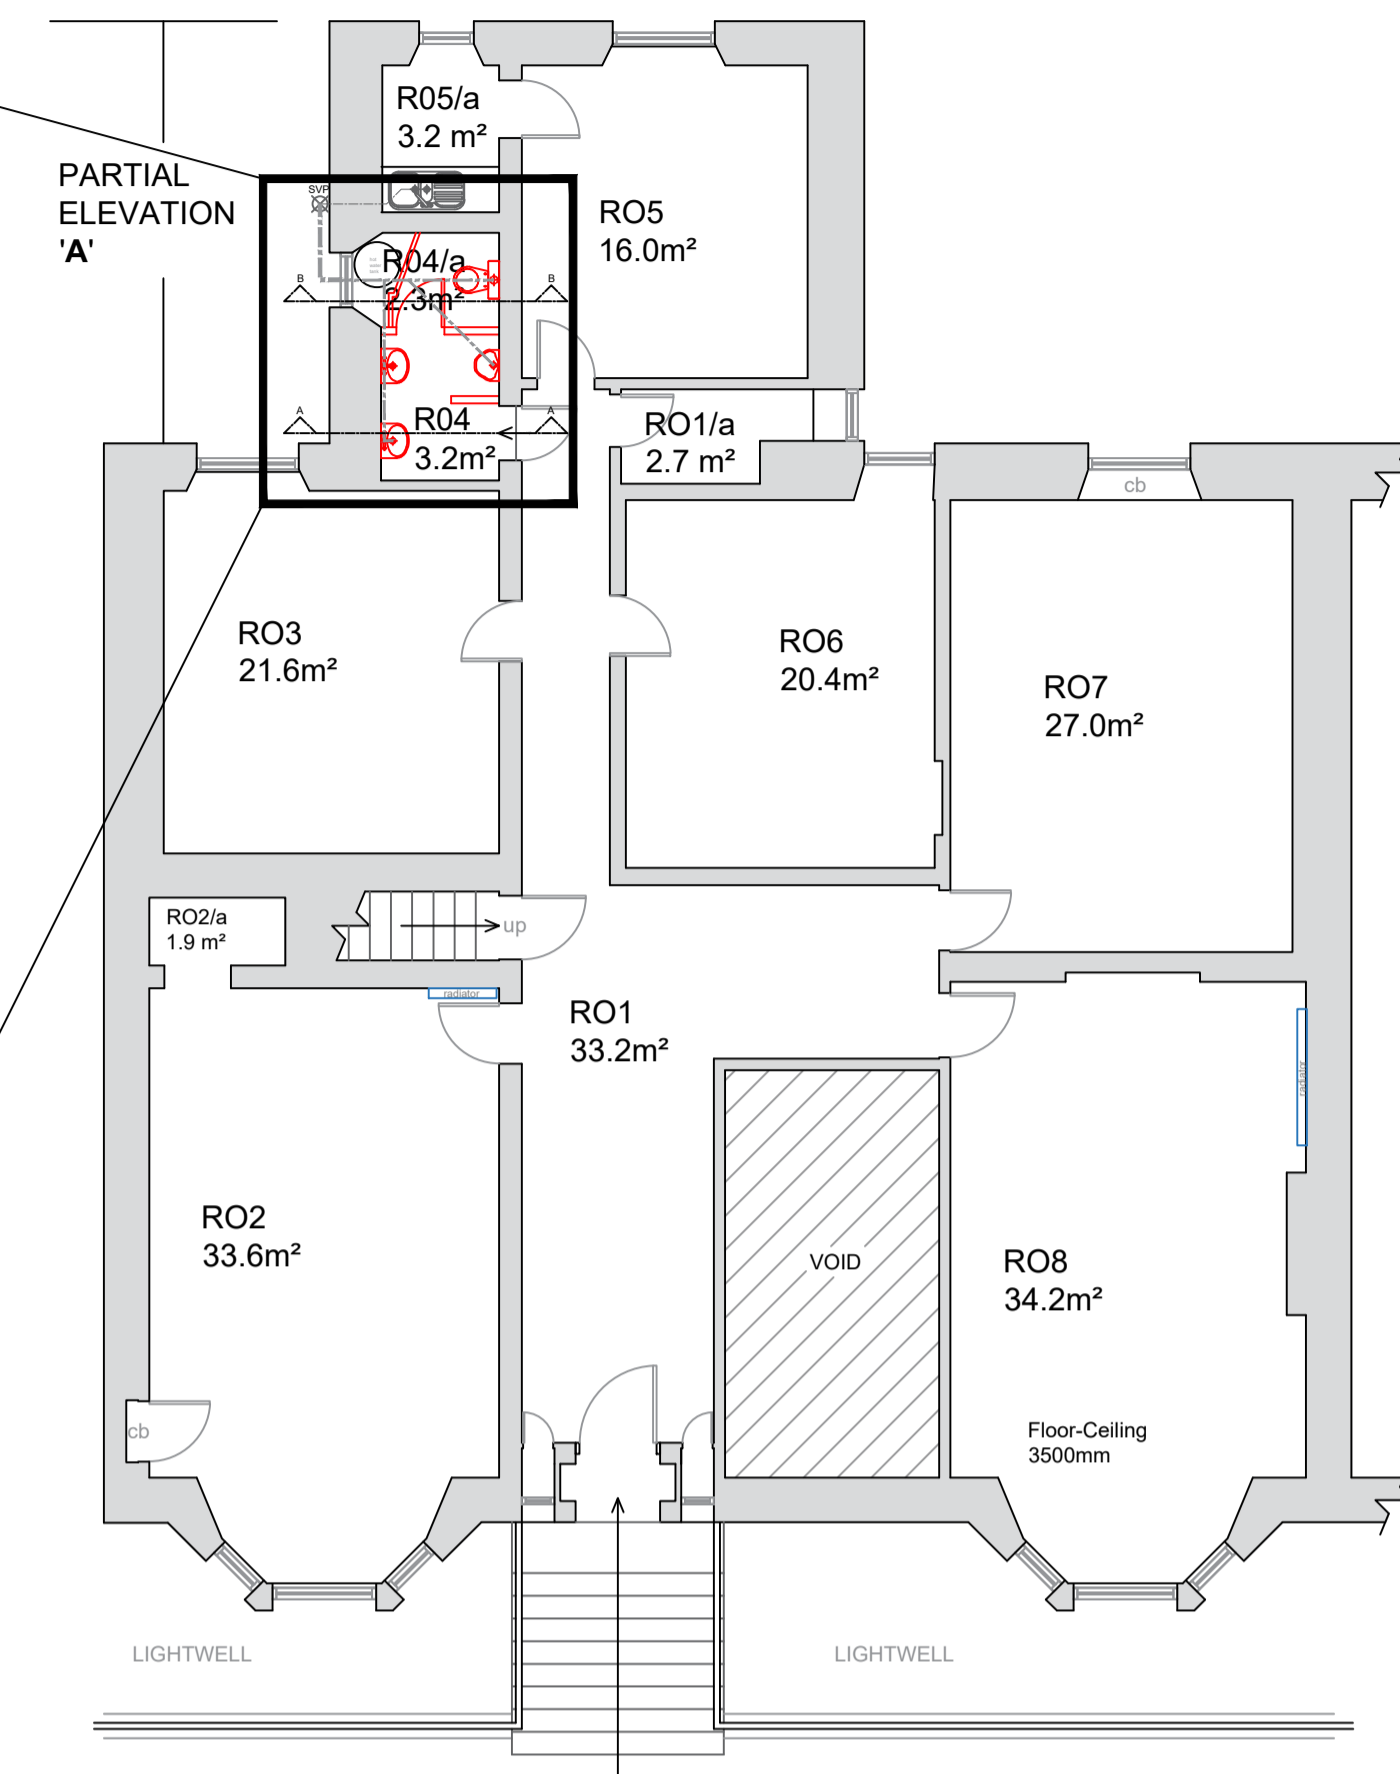 R05/a
3.2 m²
PARTIAL
ELEVATION
'A'
SVP
RO5
16.0m²
R04/a
2.3m²
B
B
A
A
R04
3.2m²
RO1/a
2.7 m²
cb
RO3
21.6m²
RO6
20.4m²
RO7
27.0m²
RO2/a
1.9 m²
up
radiator
RO1
33.2m²
radiator
RO2
33.6m²
VOID
RO8
34.2m²
cb
Floor-Ceiling
3500mm
LIGHTWELL
LIGHTWELL